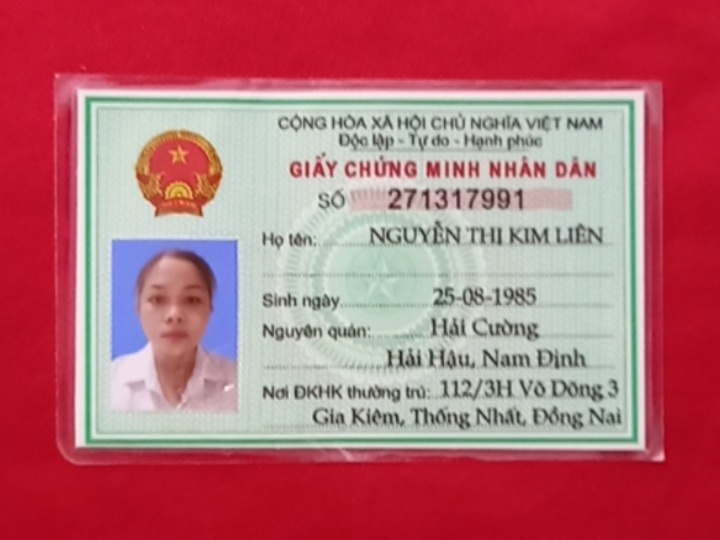 CỘNG HÒA XÃ HỘI CHỦ NGHĨA VIỆT NAM
Độc lập - Tự do - Hạnh phúc
GIẤY CHỨNG MINH NHÂN DÂN
SỐ 271317991
Họ tên: NGUYỄN THỊ KIM LIÊN
Sinh ngày 25-08-1985
Nguyên quán: Hải Cường
Hải Hậu, Nam Định
Nơi ĐKHK thường trú: 112/3H Võ Dõng 3
Gia Kiệm, Thống Nhất, Đồng Nai
VIỆT NAM